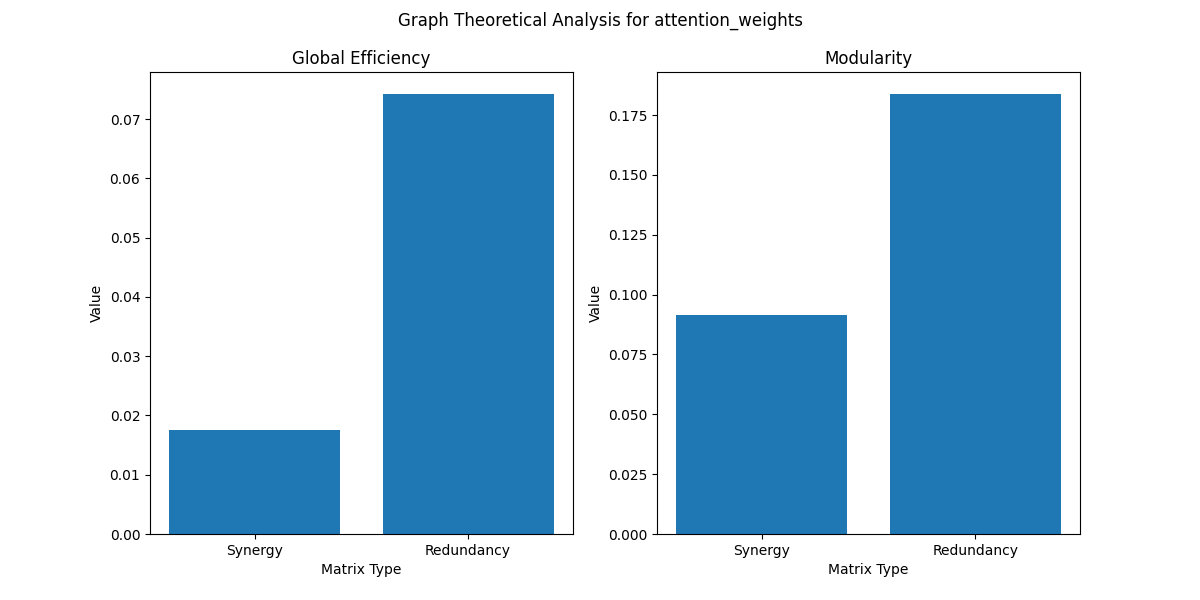 Graph Theoretical Analysis for attention_weights
Global Efficiency
Value
0.07
0.06
0.05
0.04
0.03
0.02
0.01
0.00
Synergy
Redundancy
Matrix Type
Modularity
Value
0.175
0.150
0.125
0.100
0.075
0.050
0.025
0.000
Synergy
Redundancy
Matrix Type